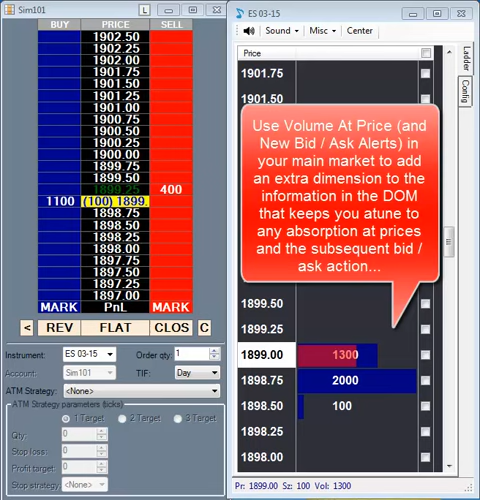 Sim101
L
BUY PRICE SELL
1902.50
1902.25
1902.00
1901.75
1901.50
1901.25
1901.00
1900.75
1900.50
1900.25
1900.00
1899.75
1899.50
1899.25 400
1100 (100) 1899.
1898.75
1898.50
1898.25
1898.00
1897.75
1897.50
1897.25
1897.00
MARK PnL MARK
< REV FLAT CLOS C
Instrument: ES 03-15 Order qty: 1
Account: Sim101 TIF: Day
ATM Strategy: <None>
ATM Strategy parameters (ticks)
1 Target 2 Target 3 Target
Qty: 0
Stop loss: 0
Profit target: 0
Stop strategy: <None>
ES 03-15
Sound Misc Center
Price
Ladder
Config
1901.75
1901.50
Use Volume At Price (and
New Bid / Ask Alerts) in
your main market to add
an extra dimension to the
information in the DOM
that keeps you atune to
any absorption at prices
and the subsequent bid /
ask action...
1899.50
1899.25
1899.00 1300
1898.75 2000
1898.50 100
Pr: 1899.00 Sz: 100 Vol: 1300